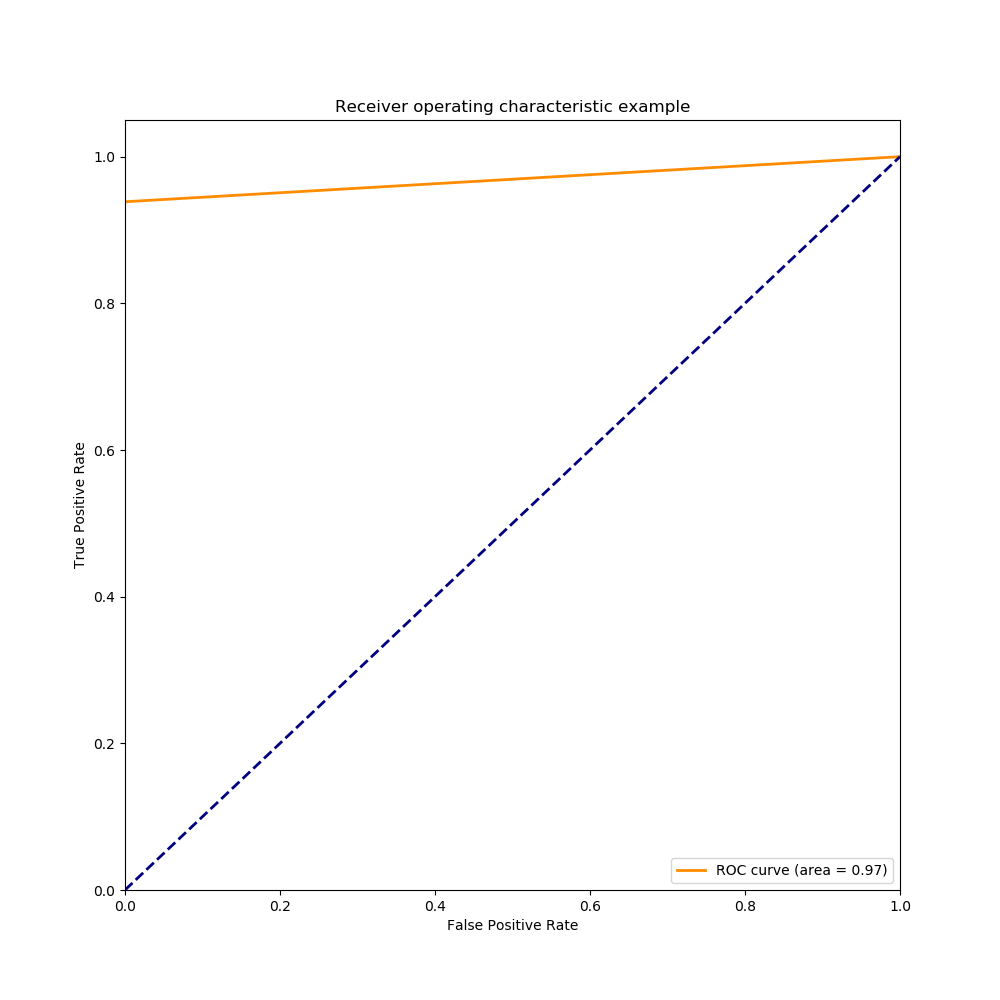 Receiver operating characteristic example
True Positive Rate
1.0
0.8
0.6
0.4
0.2
0.0
ROC curve (area = 0.97)
0.0 0.2 0.4 0.6 0.8 1.0
False Positive Rate